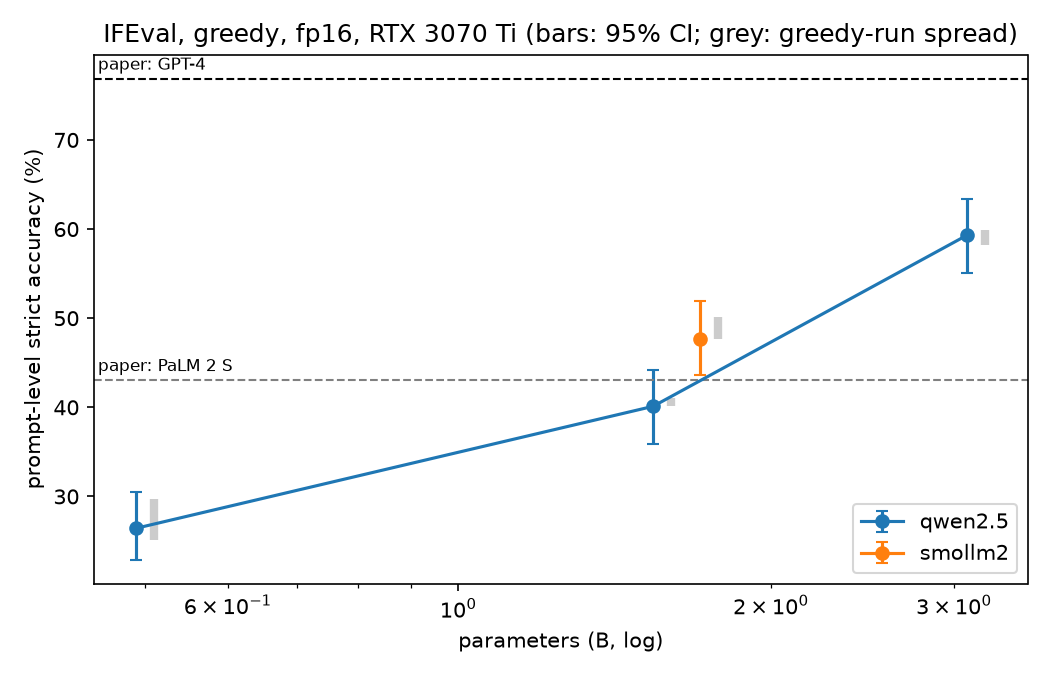 IFEval, greedy, fp16, RTX 3070 Ti (bars: 95% CI; grey: greedy-run spread)
paper: GPT-4
70
60
50
paper: PaLM 2 S
40
30
prompt-level strict accuracy (%)
qwen2.5
smollm2
6 × 10⁻¹
10⁰
2 × 10⁰
3 × 10⁰
parameters (B, log)